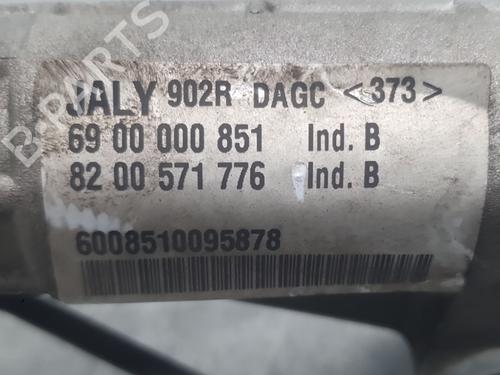 JALY 902R DAGC <373>
69 00 000 851 Ind. B
82 00 571 776 Ind. B
6008510095878
B-PARTS